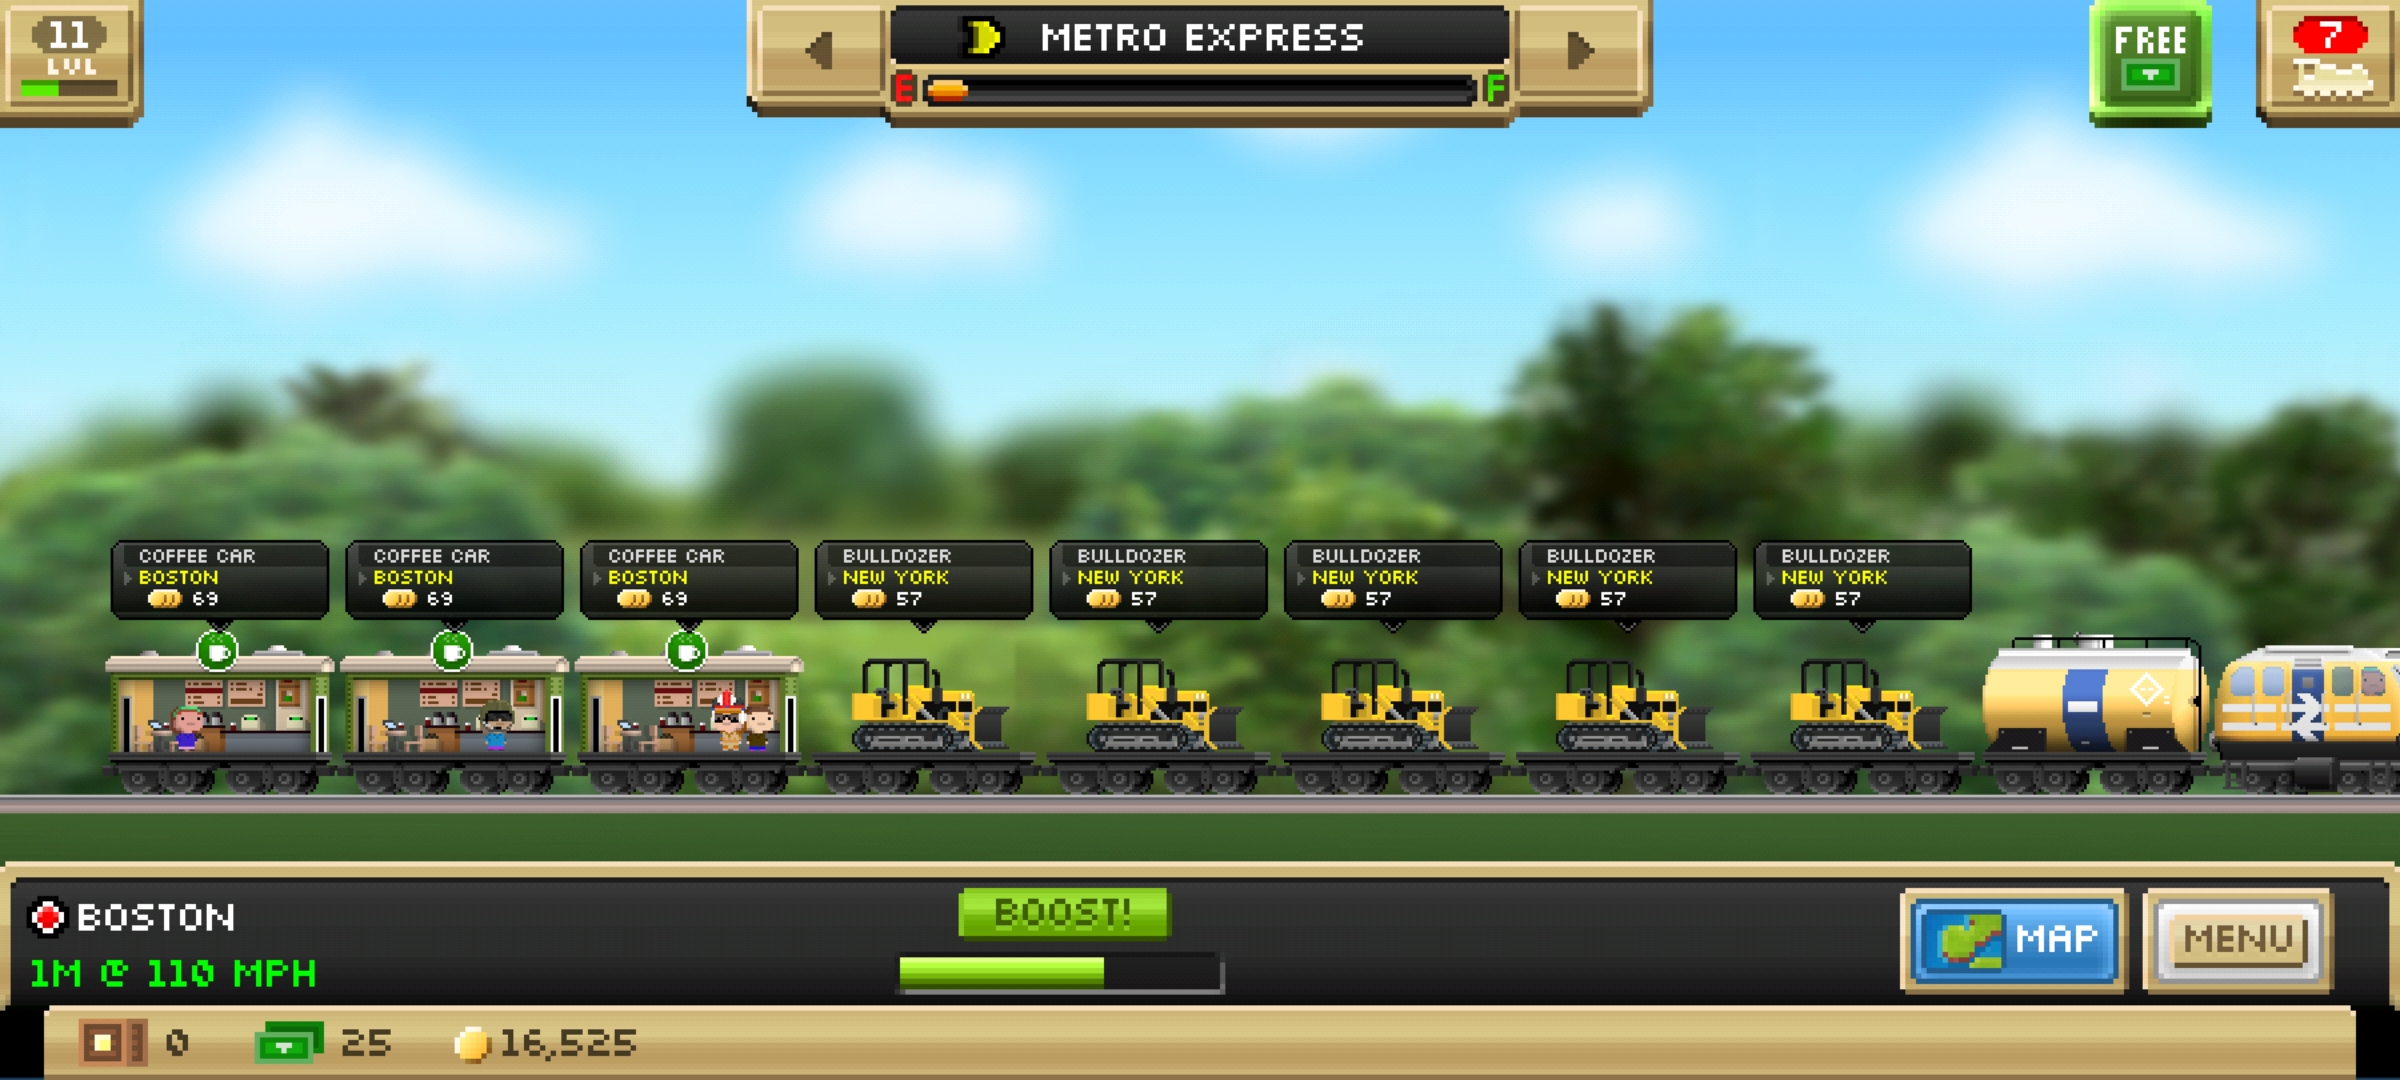 11
LVL
METRO EXPRESS
E F
FREE
7
COFFEE CAR
BOSTON
69
COFFEE CAR
BOSTON
69
COFFEE CAR
BOSTON
69
BULLDOZER
NEW YORK
57
BULLDOZER
NEW YORK
57
BULLDOZER
NEW YORK
57
BULLDOZER
NEW YORK
57
BULLDOZER
NEW YORK
57
BOSTON
1M @ 110 MPH
BOOST!
MAP
MENU
0
25
16,525